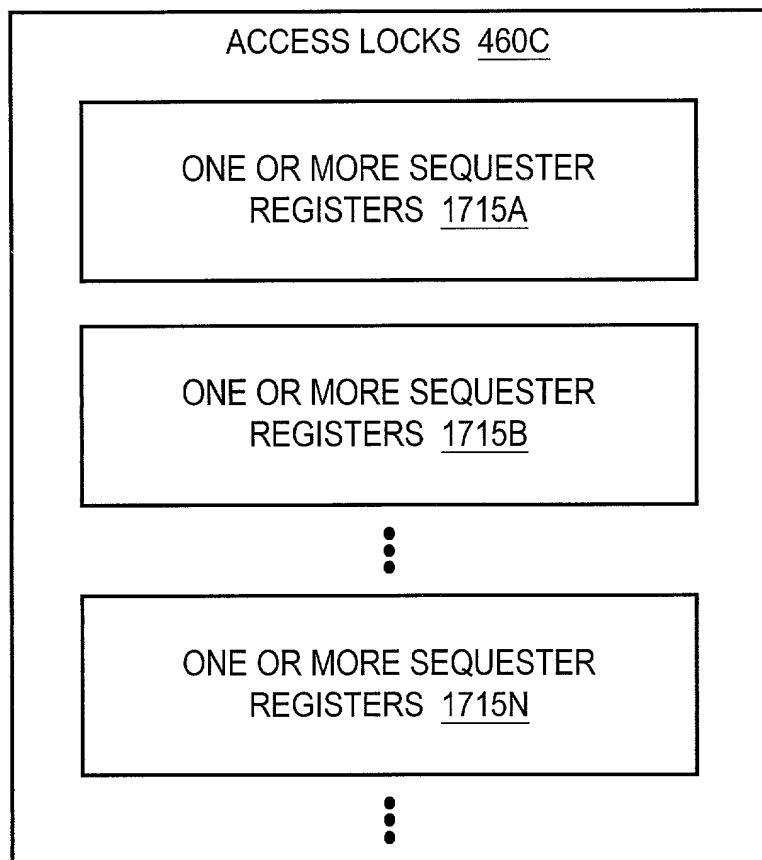 ACCESS LOCKS 460C
ONE OR MORE SEQUESTER
REGISTERS 1715A
ONE OR MORE SEQUESTER
REGISTERS 1715B
ONE OR MORE SEQUESTER
REGISTERS 1715N